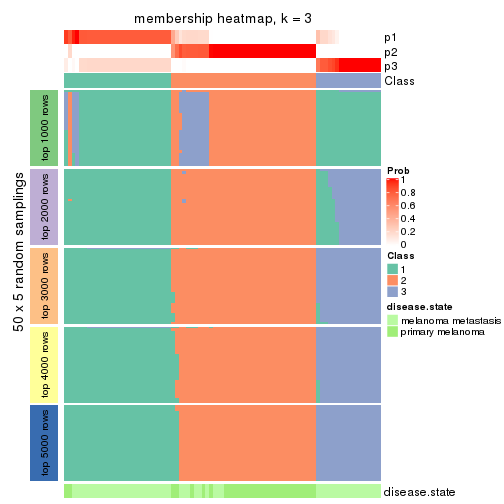 membership heatmap, k = 3
p1
p2
p3
Class
50 x 5 random samplings
top 1000 rows
top 2000 rows
top 3000 rows
top 4000 rows
top 5000 rows
Prob
1
0.8
0.6
0.4
0.2
0
Class
1
2
3
disease.state
melanoma metastasis
primary melanoma
disease.state